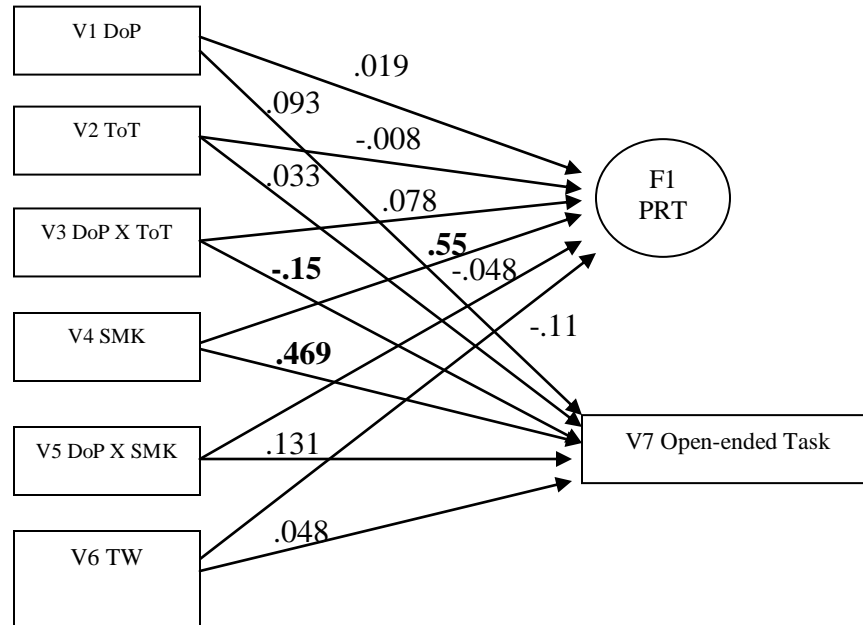 V1 DoP
.019
.093
V2 ToT
-.008
.033
F1
PRT
.078
V3 DoP X ToT
.55
-.048
-.15
V4 SMK
-.11
.469
V5 DoP X SMK
.131
V7 Open-ended Task
.048
V6 TW